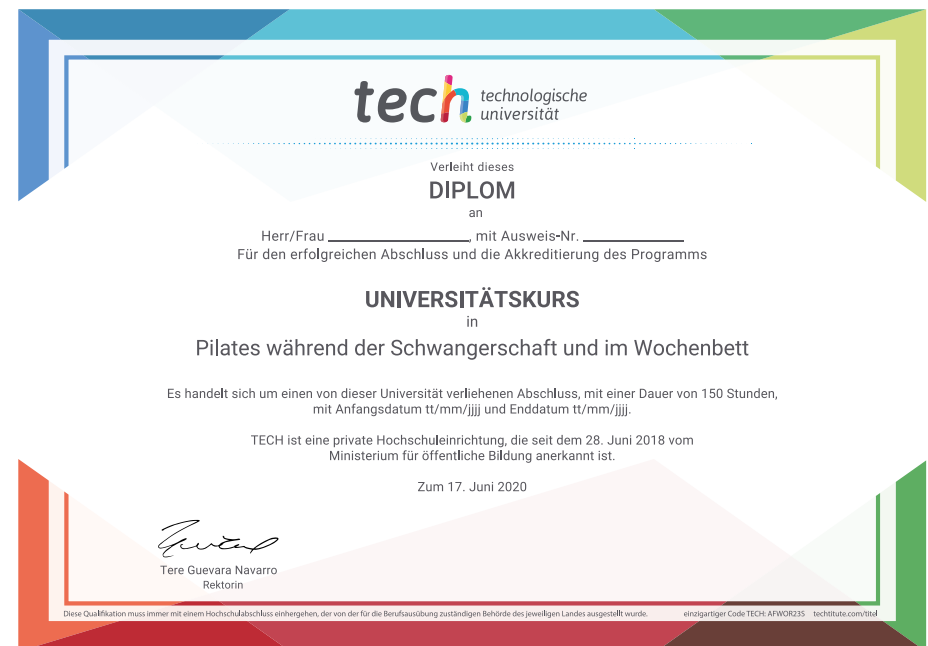 tech technologische
universität
Verleiht dieses
DIPLOM
an
Herr/Frau ____________________, mit Ausweis-Nr. ______________
Für den erfolgreichen Abschluss und die Akkreditierung des Programms
UNIVERSITÄTSKURS
in
Pilates während der Schwangerschaft und im Wochenbett
Es handelt sich um einen von dieser Universität verliehenen Abschluss, mit einer Dauer von 150 Stunden,
mit Anfangsdatum tt/mm/jjjj und Enddatum tt/mm/jjjj.
TECH ist eine private Hochschuleinrichtung, die seit dem 28. Juni 2018 vom
Ministerium für öffentliche Bildung anerkannt ist.
Zum 17. Juni 2020
Tere Guevara Navarro
Rektorin
Diese Qualifikation muss immer mit einem Hochschulabschluss einhergehen, der von der für die Berufsausübung zuständigen Behörde des jeweiligen Landes ausgestellt wurde. einzigartiger Code TECH: AFWOR23S techtitute.com/titel